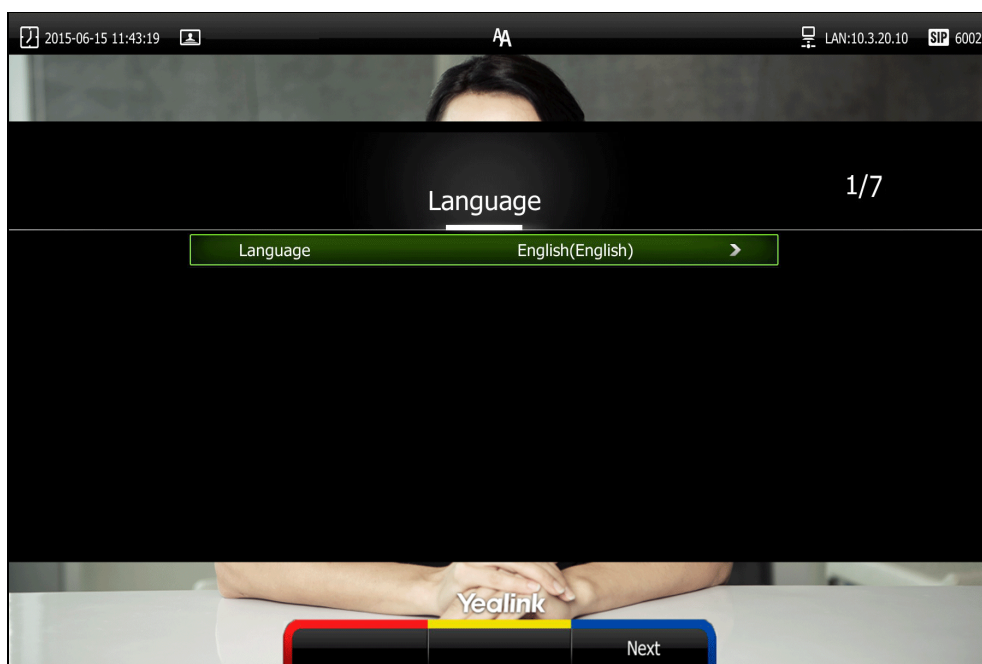 2015-06-15 11:43:19 AA LAN:10.3.20.10 SIP 6002
1/7
Language
Language English(English)
Yealink
Next